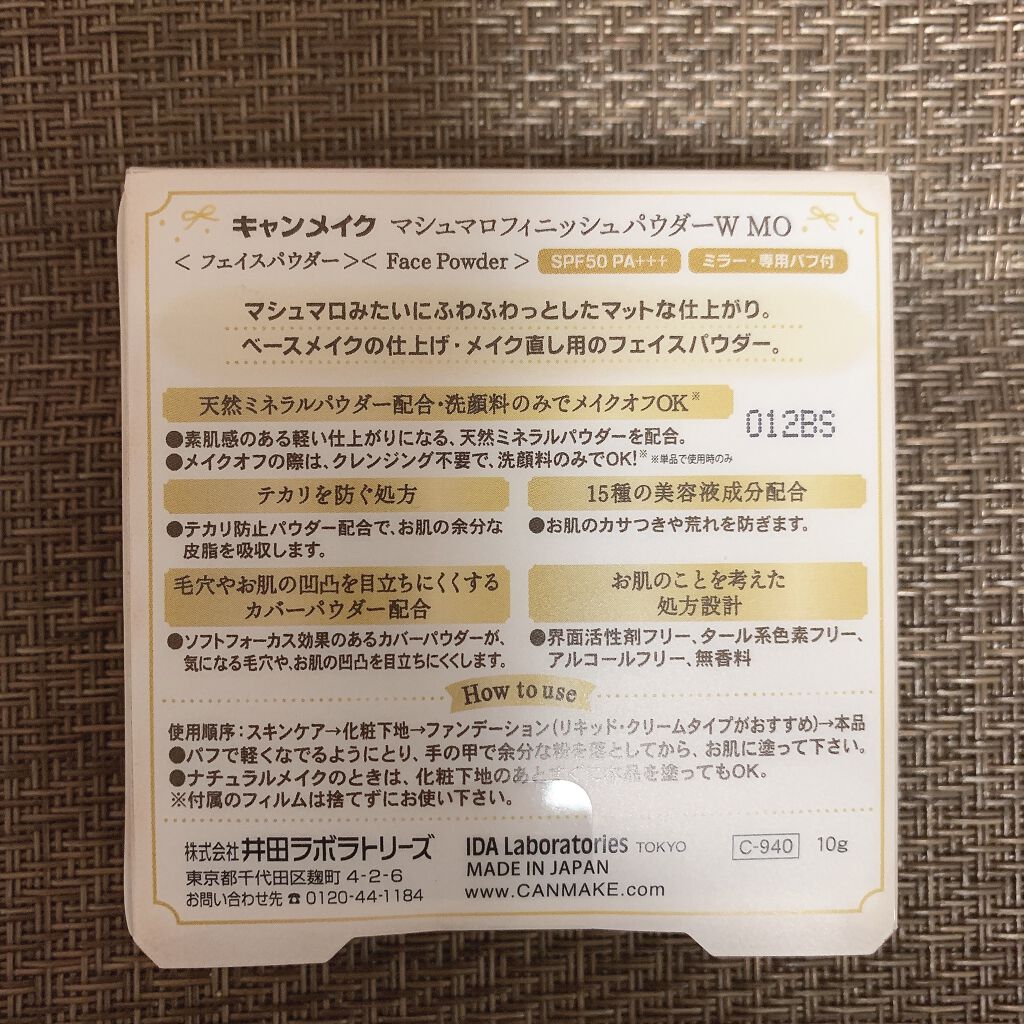 キャンメイク マシュマロフィニッシュパウダーW MO
＜ フェイスパウダー ＞＜ Face Powder ＞ SPF50 PA+++ ミラー・専用パフ付
マシュマロみたいにふわふわっとしたマットな仕上がり。
ベースメイクの仕上げ・メイク直し用のフェイスパウダー。
天然ミネラルパウダー配合・洗顔料のみでメイクオフOK※
012BS
●素肌感のある軽い仕上がりになる、天然ミネラルパウダーを配合。
●メイクオフの際は、クレンジング不要で、洗顔料のみでOK!※ ※単品で使用時のみ
テカリを防ぐ処方
●テカリ防止パウダー配合で、お肌の余分な
皮脂を吸収します。
15種の美容液成分配合
●お肌のカサつきや荒れを防ぎます。
毛穴やお肌の凹凸を目立ちにくくする
カバーパウダー配合
●ソフトフォーカス効果のあるカバーパウダーが、
気になる毛穴や、お肌の凹凸を目立ちにくくします。
お肌のことを考えた
処方設計
●界面活性剤フリー、タール系色素フリー、
アルコールフリー、無香料
How to use
使用順序：スキンケア→化粧下地→ファンデーション（リキッド・クリームタイプがおすすめ）→本品
●パフで軽くなでるようにとり、手の甲で余分な粉を落としてから、お肌に塗って下さい。
●ナチュラルメイクのときは、化粧下地のあとすぐに本品を塗ってもOK。
※付属のフィルムは捨てずにお使い下さい。
株式会社 井田ラボラトリーズ
東京都千代田区麹町 4-2-6
お問い合わせ先 ☎ 0120-44-1184
IDA Laboratories TOKYO
MADE IN JAPAN
www.CANMAKE.com
C-940 10g